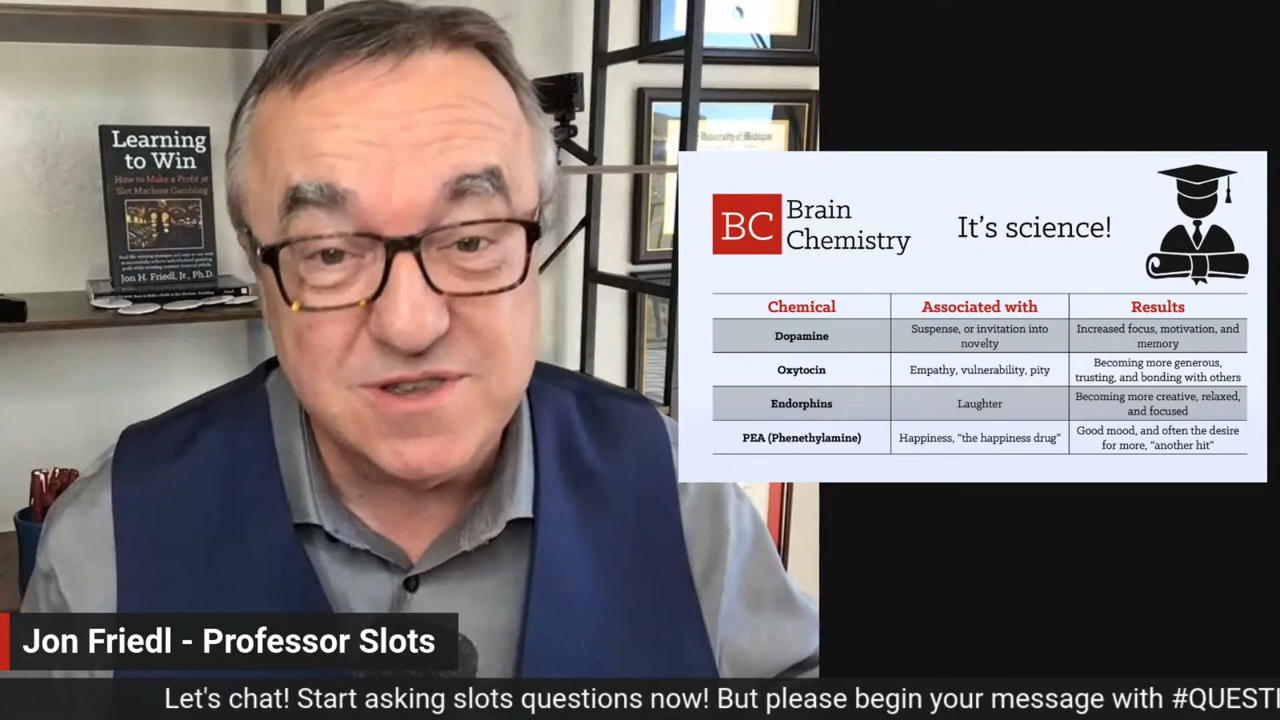 Learning
to Win
How to Make a Profit at
Slot Machine Gambling
Jon H. Friedl, Jr., Ph.D.
University of Michigan
BC Brain
Chemistry
It's science!
Chemical
Associated with
Results
Dopamine
Suspense, or invitation into
novelty
Increased focus, motivation, and
memory
Oxytocin
Empathy, vulnerability, pity
Becoming more generous,
trusting, and bonding with others
Endorphins
Laughter
Becoming more creative, relaxed,
and focused
PEA (Phenethylamine)
Happiness, "the happiness drug"
Good mood, and often the desire
for more, "another hit"
Jon Friedl - Professor Slots
Let's chat! Start asking slots questions now! But please begin your message with #QUESTI